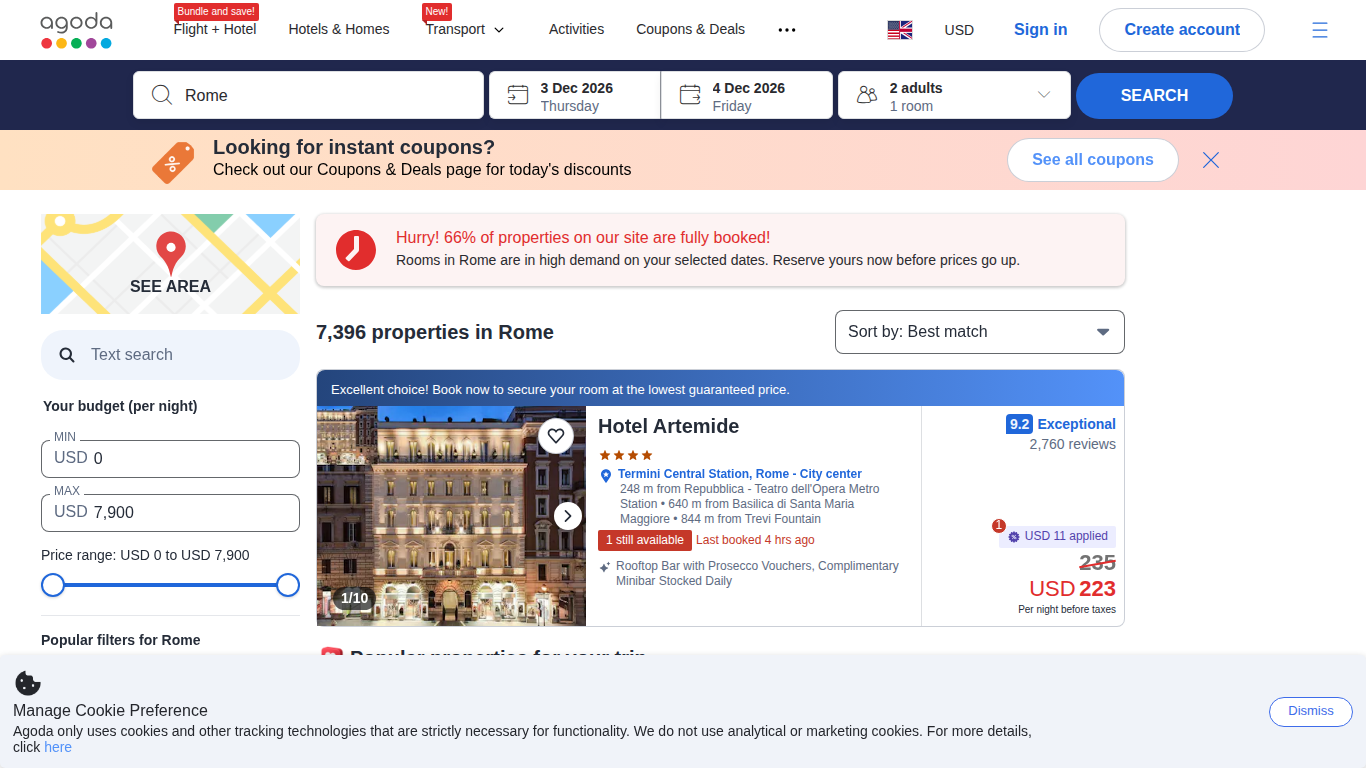 agoda
Bundle and save!
Flight + Hotel
Hotels & Homes
New!
Transport
Activities
Coupons & Deals
USD
Sign in
Create account
Rome
3 Dec 2026
Thursday
4 Dec 2026
Friday
2 adults
1 room
SEARCH
Looking for instant coupons?
Check out our Coupons & Deals page for today's discounts
See all coupons
SEE AREA
Text search
Your budget (per night)
MIN
USD 0
MAX
USD 7,900
Price range: USD 0 to USD 7,900
Popular filters for Rome
Hurry! 66% of properties on our site are fully booked!
Rooms in Rome are in high demand on your selected dates. Reserve yours now before prices go up.
7,396 properties in Rome
Sort by: Best match
Excellent choice! Book now to secure your room at the lowest guaranteed price.
1/10
Hotel Artemide
Termini Central Station, Rome - City center
248 m from Repubblica - Teatro dell'Opera Metro
Station • 640 m from Basilica di Santa Maria
Maggiore • 844 m from Trevi Fountain
1 still available Last booked 4 hrs ago
Rooftop Bar with Prosecco Vouchers, Complimentary
Minibar Stocked Daily
9.2 Exceptional
2,760 reviews
1
USD 11 applied
235
USD 223
Per night before taxes
Popular properties for your trip
Manage Cookie Preference
Agoda only uses cookies and other tracking technologies that are strictly necessary for functionality. We do not use analytical or marketing cookies. For more details,
click here
Dismiss